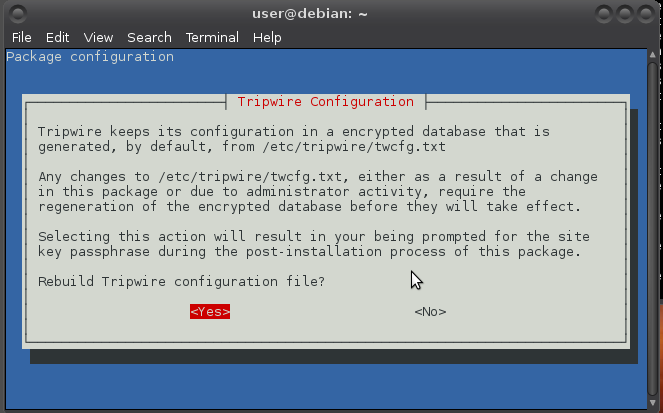 user@debian: ~
File Edit View Search Terminal Help
Package configuration
Tripwire Configuration
Tripwire keeps its configuration in a encrypted database that is
generated, by default, from /etc/tripwire/twcfg.txt
Any changes to /etc/tripwire/twcfg.txt, either as a result of a change
in this package or due to administrator activity, require the
regeneration of the encrypted database before they will take effect.
Selecting this action will result in your being prompted for the site
key passphrase during the post-installation process of this package.
Rebuild Tripwire configuration file?
<Yes> <No>